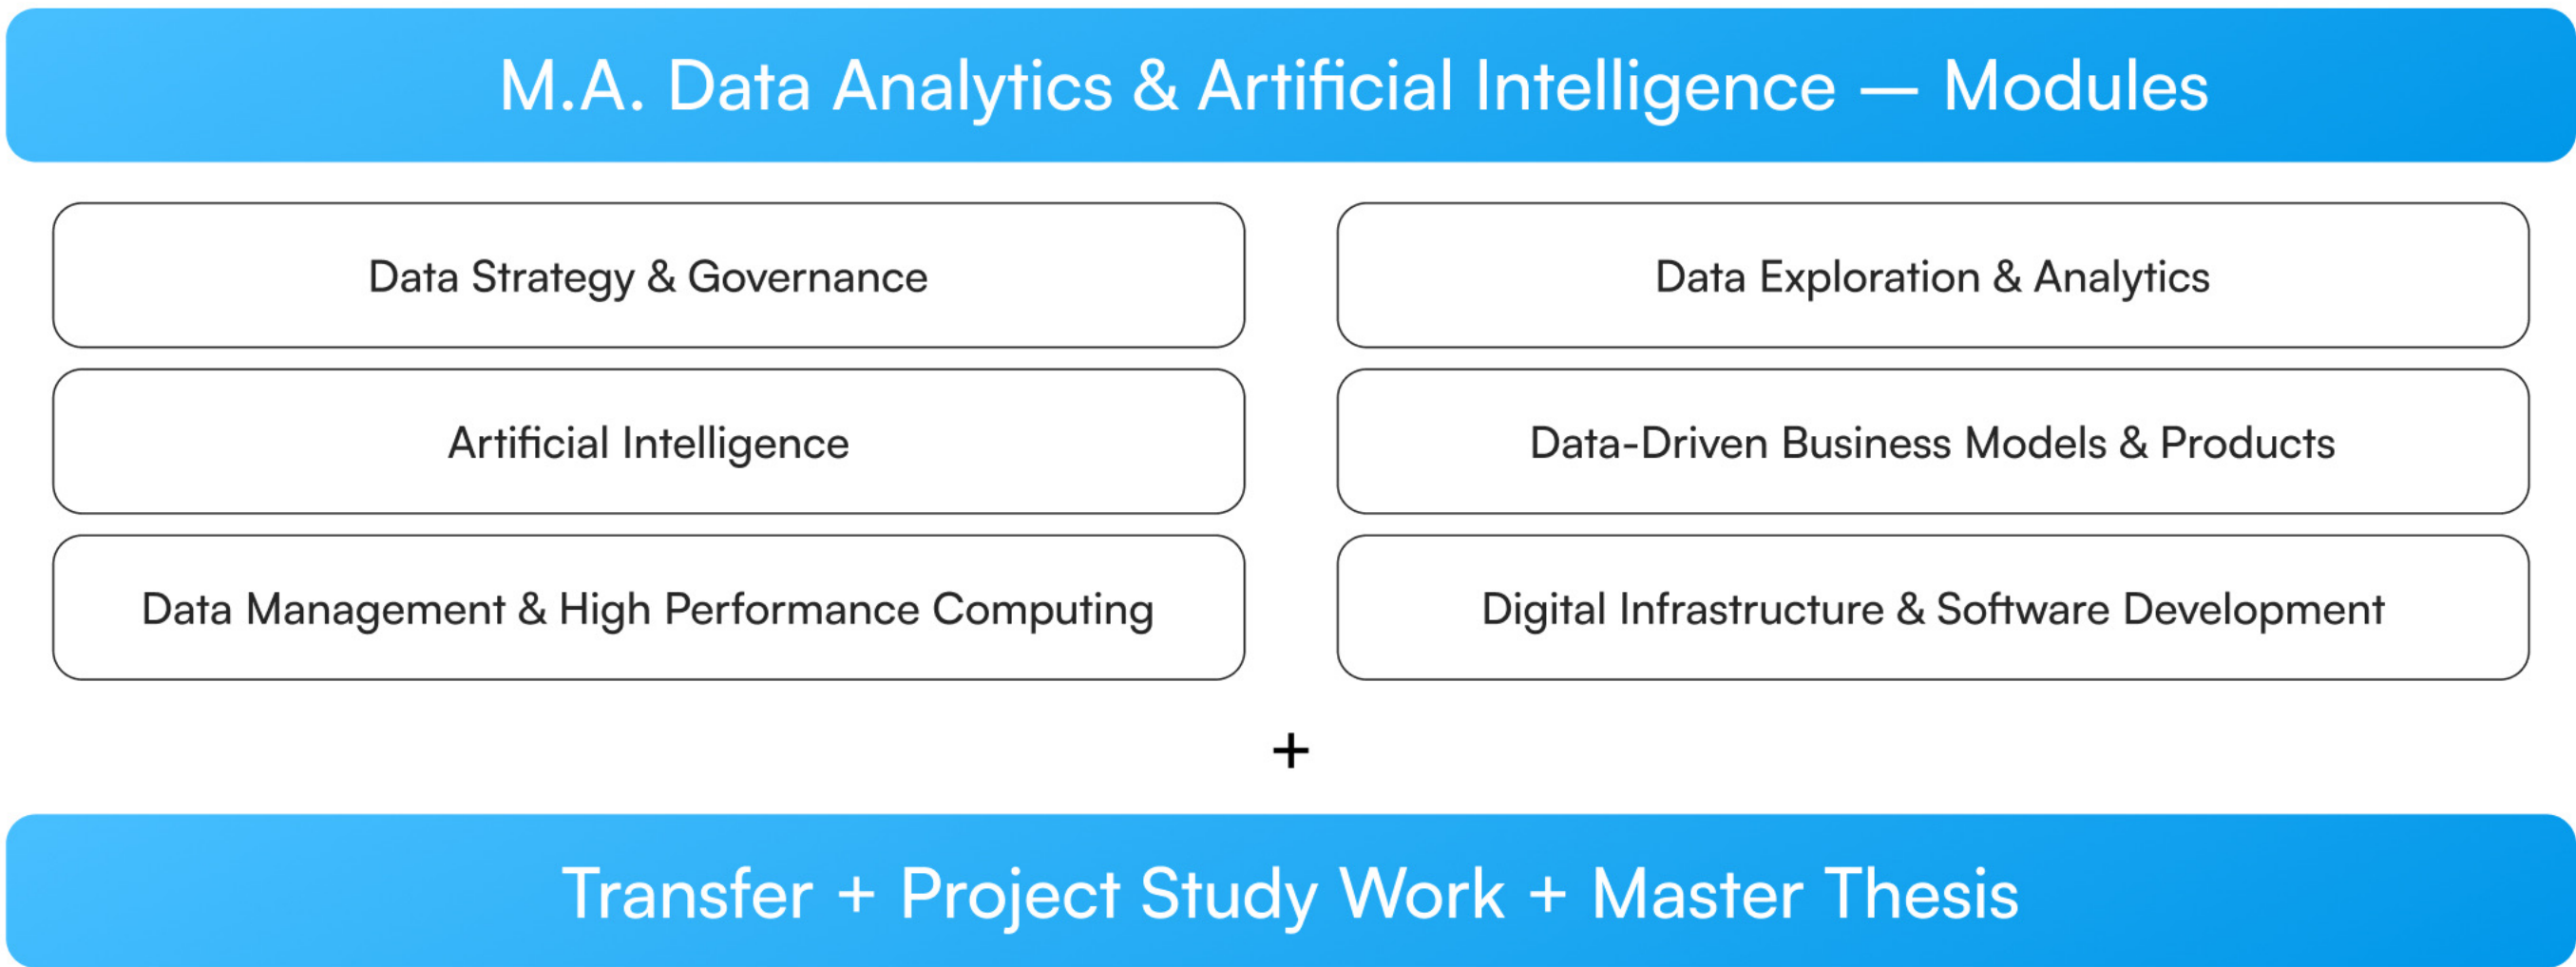 M.A. Data Analytics & Artificial Intelligence — Modules
Data Strategy & Governance
Data Exploration & Analytics
Artificial Intelligence
Data-Driven Business Models & Products
Data Management & High Performance Computing
Digital Infrastructure & Software Development
+
Transfer + Project Study Work + Master Thesis